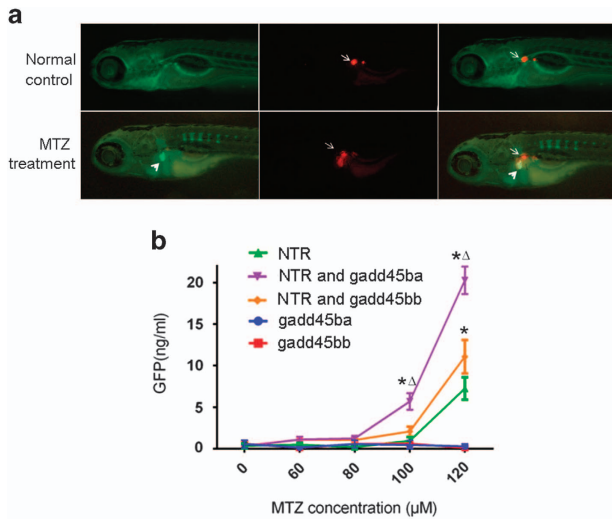 a
Normal
control
MTZ
treatment
b
NTR
NTR and gadd45ba
NTR and gadd45bb
gadd45ba
gadd45bb
*Δ
*
*Δ
GFP(ng/ml)
20
15
10
5
0
0
60
80
100
120
MTZ concentration (μM)